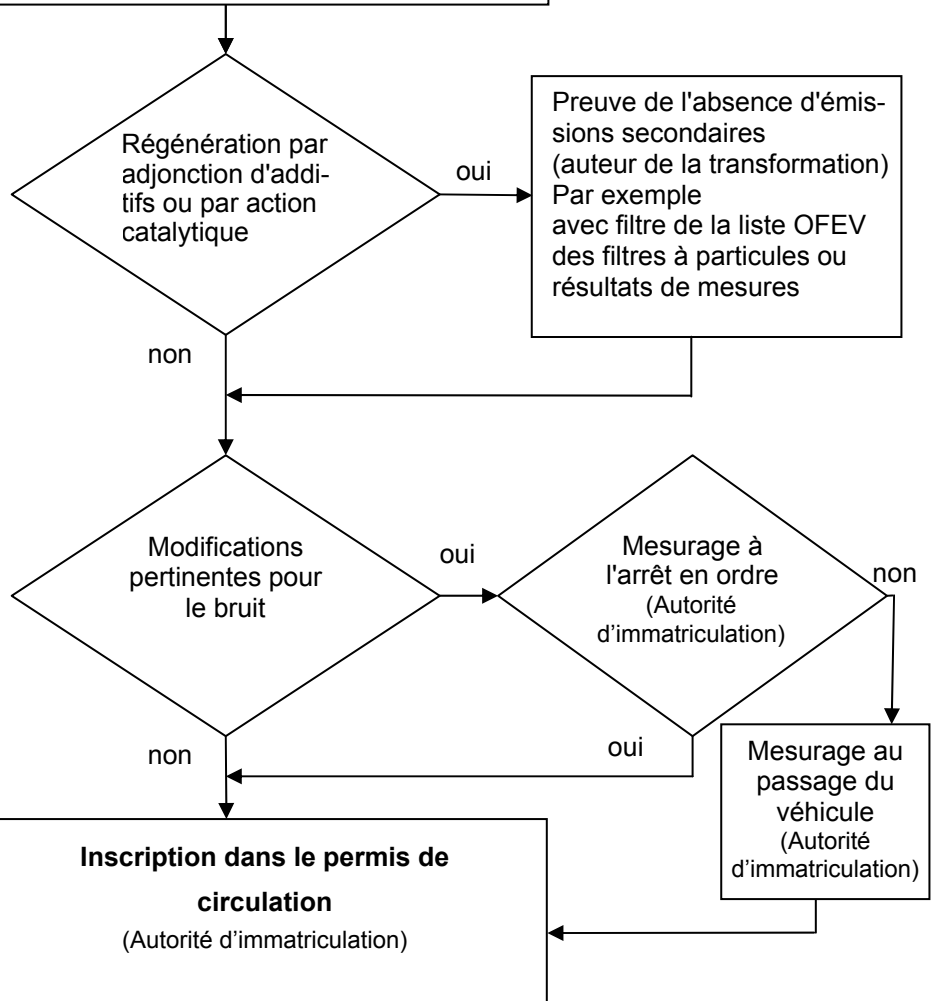 Régénération par
adjonction d'addi-
tifs ou par action
catalytique
oui
Preuve de l'absence d'émis-
sions secondaires
(auteur de la transformation)
Par exemple
avec filtre de la liste OFEV
des filtres à particules ou
résultats de mesures
non
Modifications
pertinentes pour
le bruit
oui
Mesurage à
l'arrêt en ordre
(Autorité
d'immatriculation)
non
non
oui
Mesurage au
passage du
véhicule
(Autorité
d'immatriculation)
Inscription dans le permis de
circulation
(Autorité d'immatriculation)